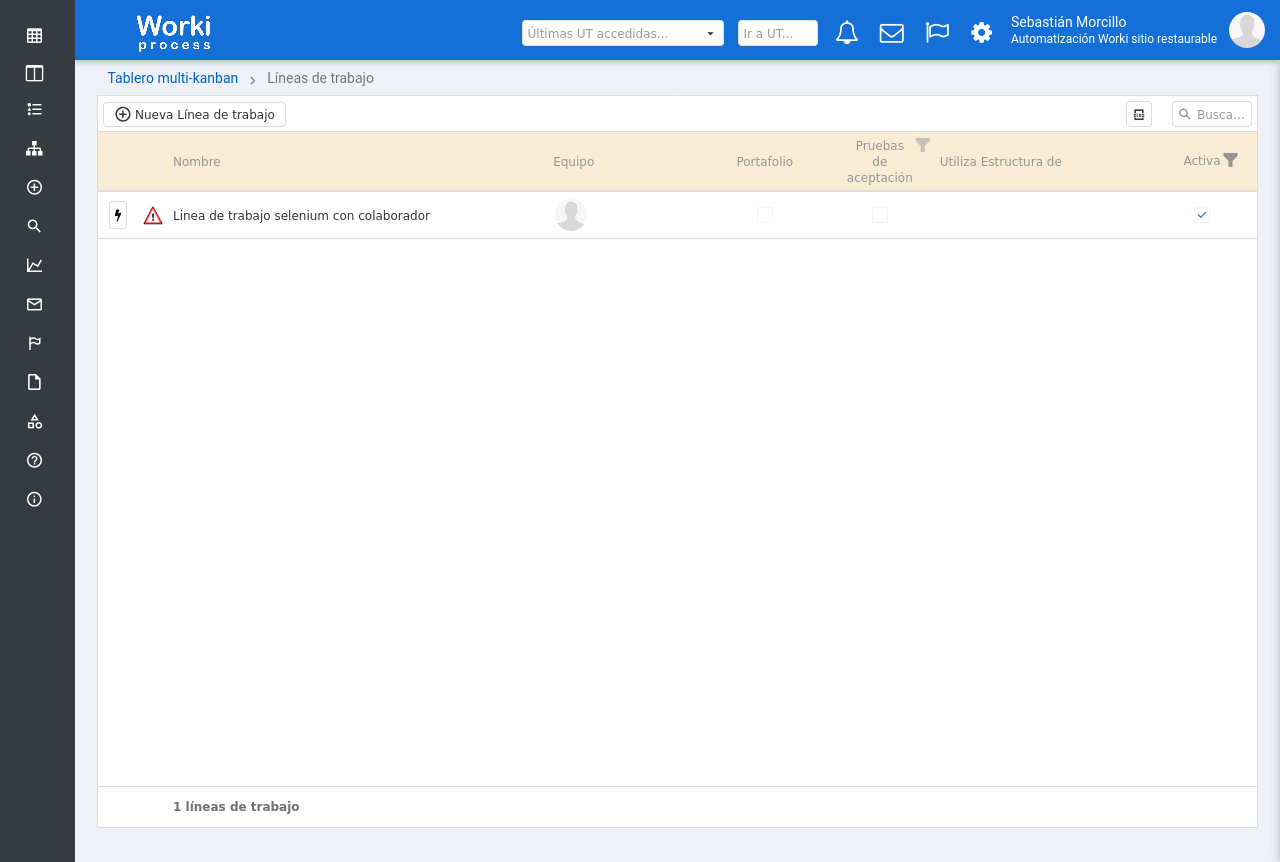 Worki
process
Últimas UT accedidas...
Ir a UT...
Sebastián Morcillo
Automatización Worki sitio restaurable
Tablero multi-kanban
Líneas de trabajo
Nueva Línea de trabajo
Busca...
Nombre
Equipo
Portafolio
Pruebas
de
aceptación
Utiliza Estructura de
Activa
Linea de trabajo selenium con colaborador
1 líneas de trabajo